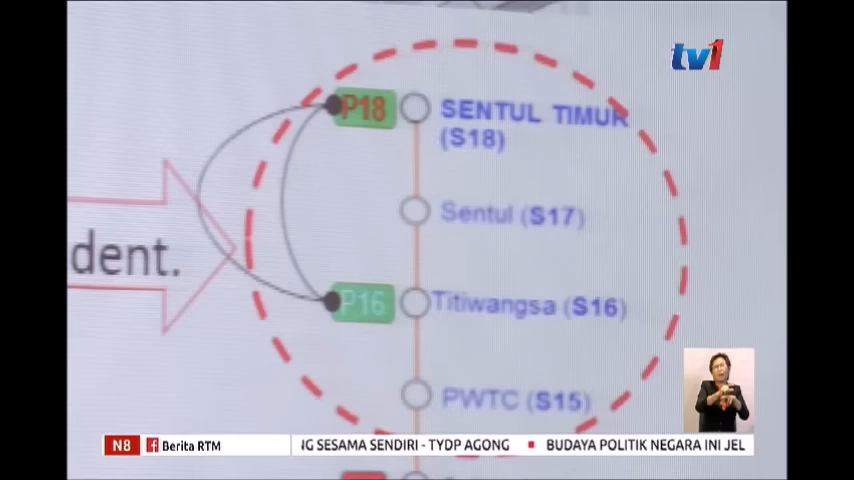 tv1
P18
SENTUL TIMUR
(S18)
Sentul (S17)
dent.
P16
Titiwangsa (S16)
PWTC (S15)
N8
Berita RTM
NG SESAMA SENDIRI - TYDP AGONG
BUDAYA POLITIK NEGARA INI JEL